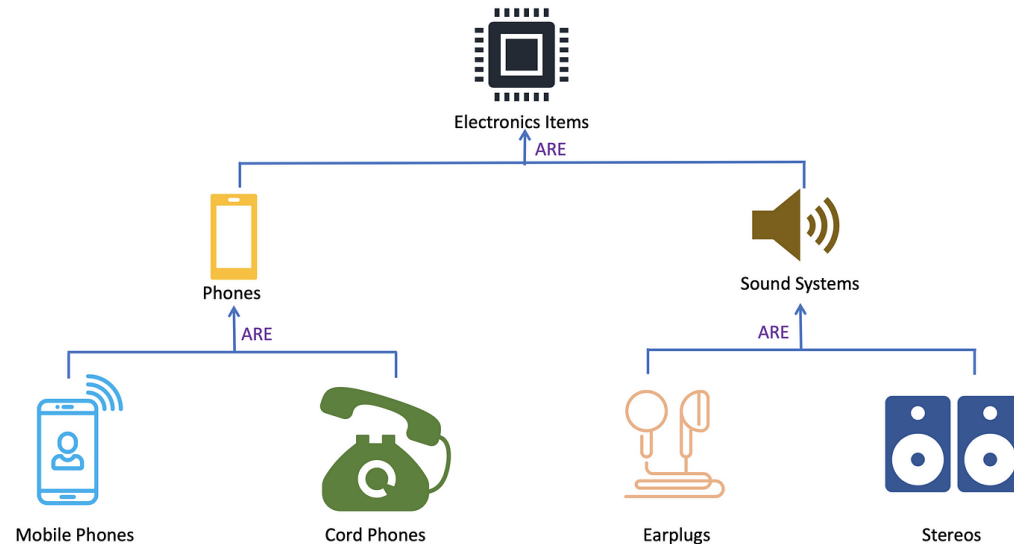 Electronics Items
ARE
Phones
Sound Systems
ARE
ARE
Mobile Phones
Cord Phones
Earplugs
Stereos